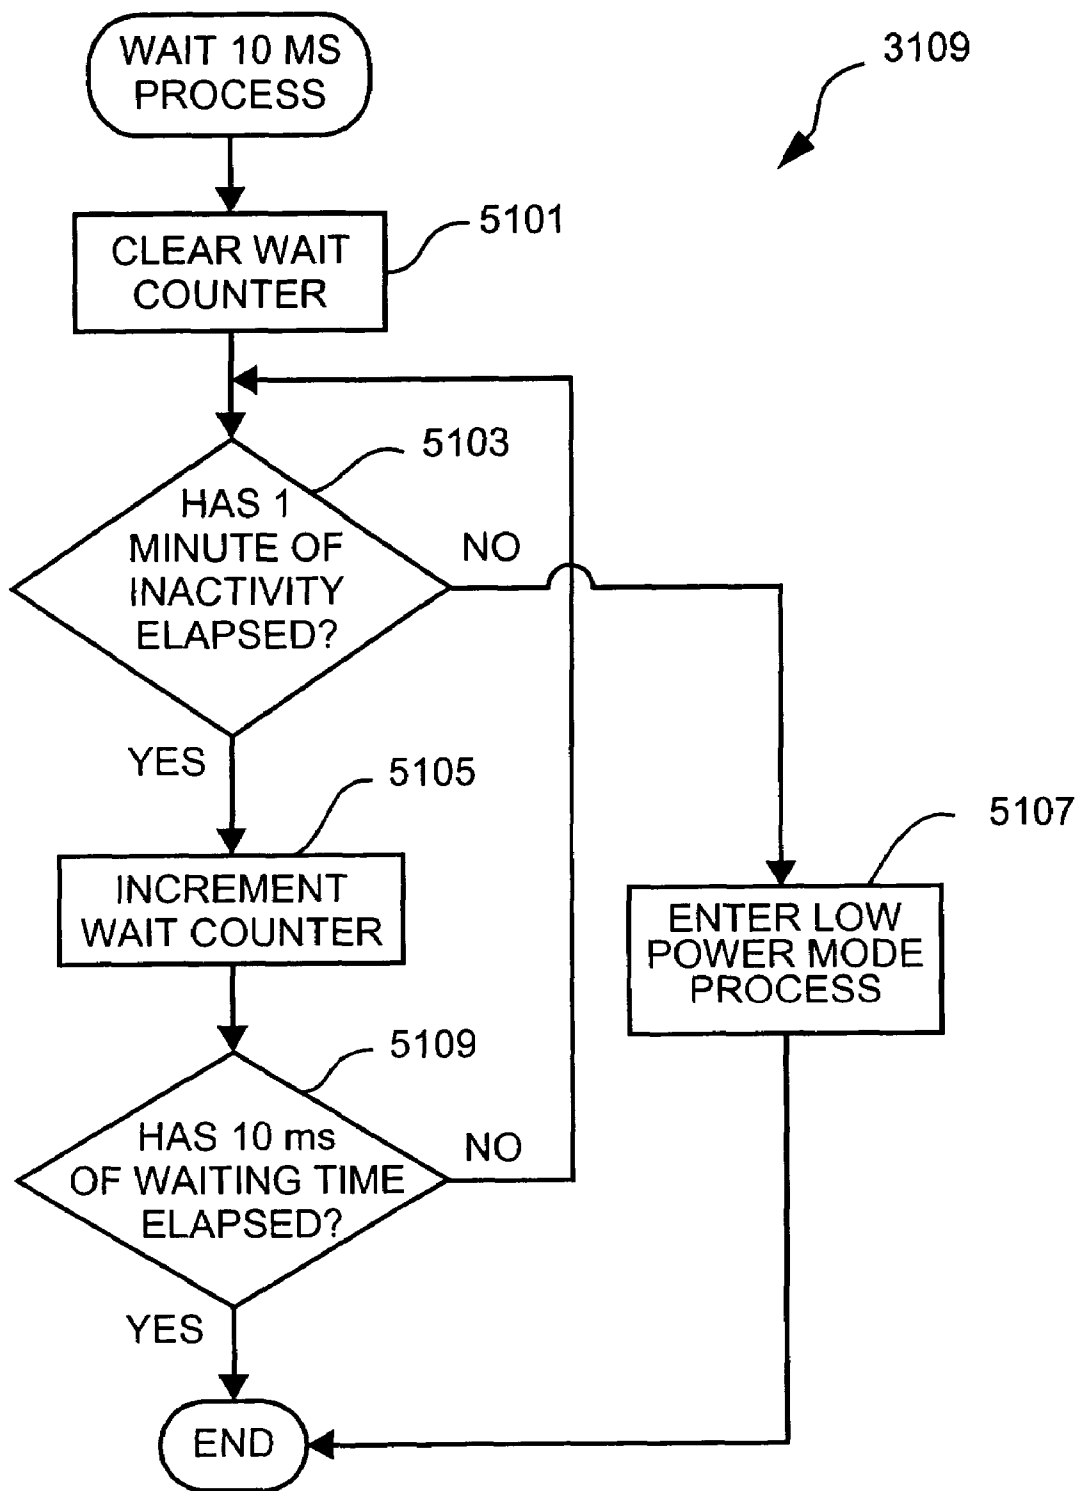 WAIT 10 MS
PROCESS
3109
5101
CLEAR WAIT
COUNTER
5103
HAS 1
MINUTE OF
INACTIVITY
ELAPSED?
NO
YES
5105
5107
INCREMENT
WAIT COUNTER
ENTER LOW
POWER MODE
PROCESS
5109
HAS 10 ms
OF WAITING TIME
ELAPSED?
NO
YES
END